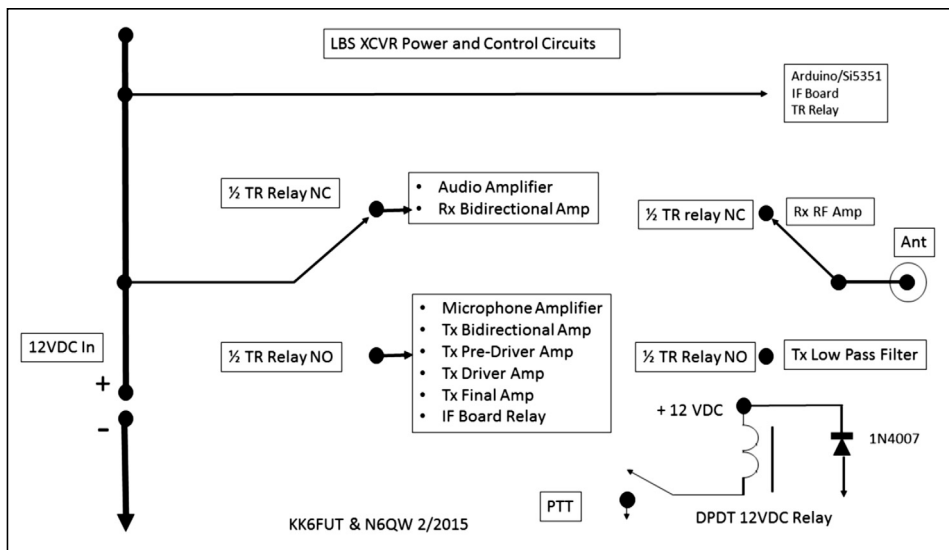 LBS XCVR Power and Control Circuits
Arduino/Si5351
IF Board
TR Relay
½ TR Relay NC
• Audio Amplifier
• Rx Bidirectional Amp
½ TR relay NC
Rx RF Amp
Ant
12VDC In
+
-
½ TR Relay NO
• Microphone Amplifier
• Tx Bidirectional Amp
• Tx Pre-Driver Amp
• Tx Driver Amp
• Tx Final Amp
• IF Board Relay
½ TR Relay NO
Tx Low Pass Filter
+ 12 VDC
1N4007
PTT
DPDT 12VDC Relay
KK6FUT & N6QW 2/2015